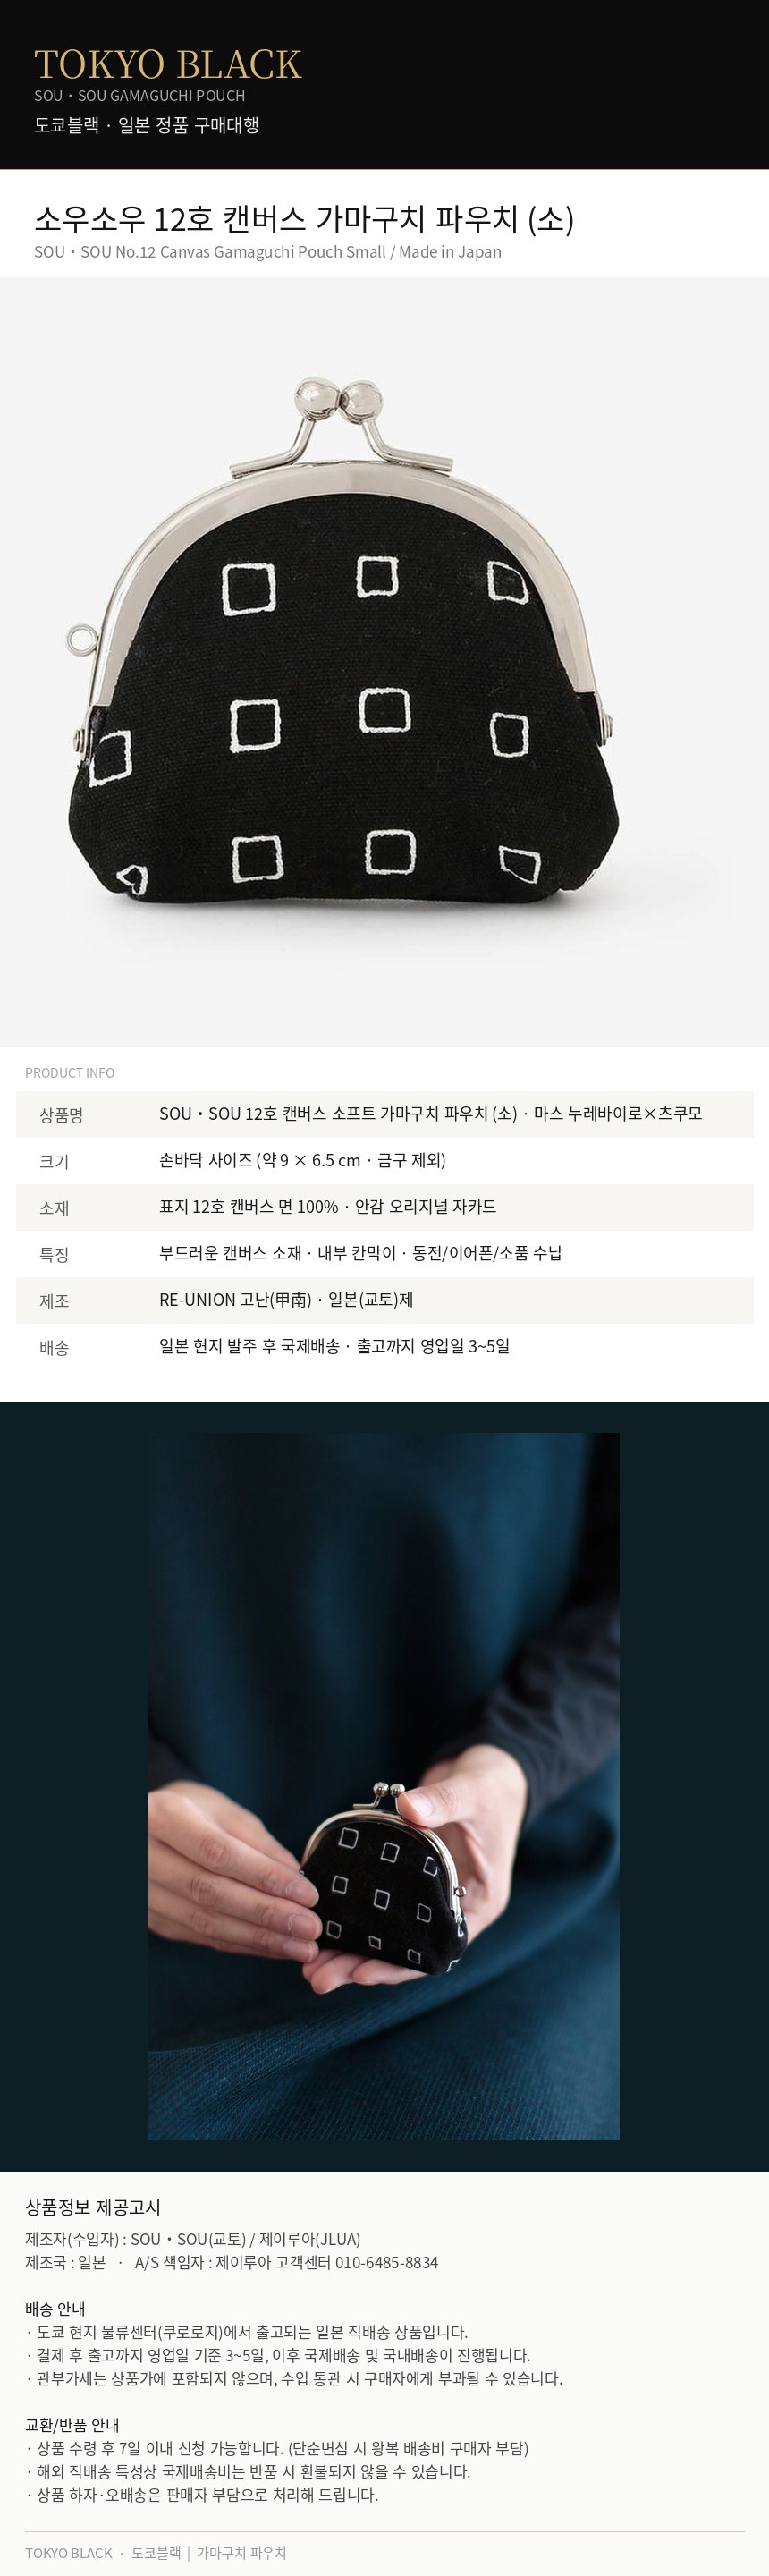 TOKYO BLACK
SOU・SOU GAMAGUCHI POUCH
도쿄블랙 · 일본 정품 구매대행
소우소우 12호 캔버스 가마구치 파우치 (소)
SOU・SOU No.12 Canvas Gamaguchi Pouch Small / Made in Japan
PRODUCT INFO
상품명 SOU・SOU 12호 캔버스 소프트 가마구치 파우치 (소) · 마스 누레바이로×츠쿠모
크기 손바닥 사이즈 (약 9 × 6.5 cm · 금구 제외)
소재 표지 12호 캔버스 면 100% · 안감 오리지널 자카드
특징 부드러운 캔버스 소재 · 내부 칸막이 · 동전/이어폰/소품 수납
제조 RE-UNION 고난(甲南) · 일본(교토)제
배송 일본 현지 발주 후 국제배송 · 출고까지 영업일 3~5일
상품정보 제공고시
제조자(수입자) : SOU・SOU(교토) / 제이루아(JLUA)
제조국 : 일본 · A/S 책임자 : 제이루아 고객센터 010-6485-8834
배송 안내
· 도쿄 현지 물류센터(쿠로로지)에서 출고되는 일본 직배송 상품입니다.
· 결제 후 출고까지 영업일 기준 3~5일, 이후 국제배송 및 국내배송이 진행됩니다.
· 관부가세는 상품가에 포함되지 않으며, 수입 통관 시 구매자에게 부과될 수 있습니다.
교환/반품 안내
· 상품 수령 후 7일 이내 신청 가능합니다. (단순변심 시 왕복 배송비 구매자 부담)
· 해외 직배송 특성상 국제배송비는 반품 시 환불되지 않을 수 있습니다.
· 상품 하자·오배송은 판매자 부담으로 처리해 드립니다.
TOKYO BLACK · 도쿄블랙 | 가마구치 파우치